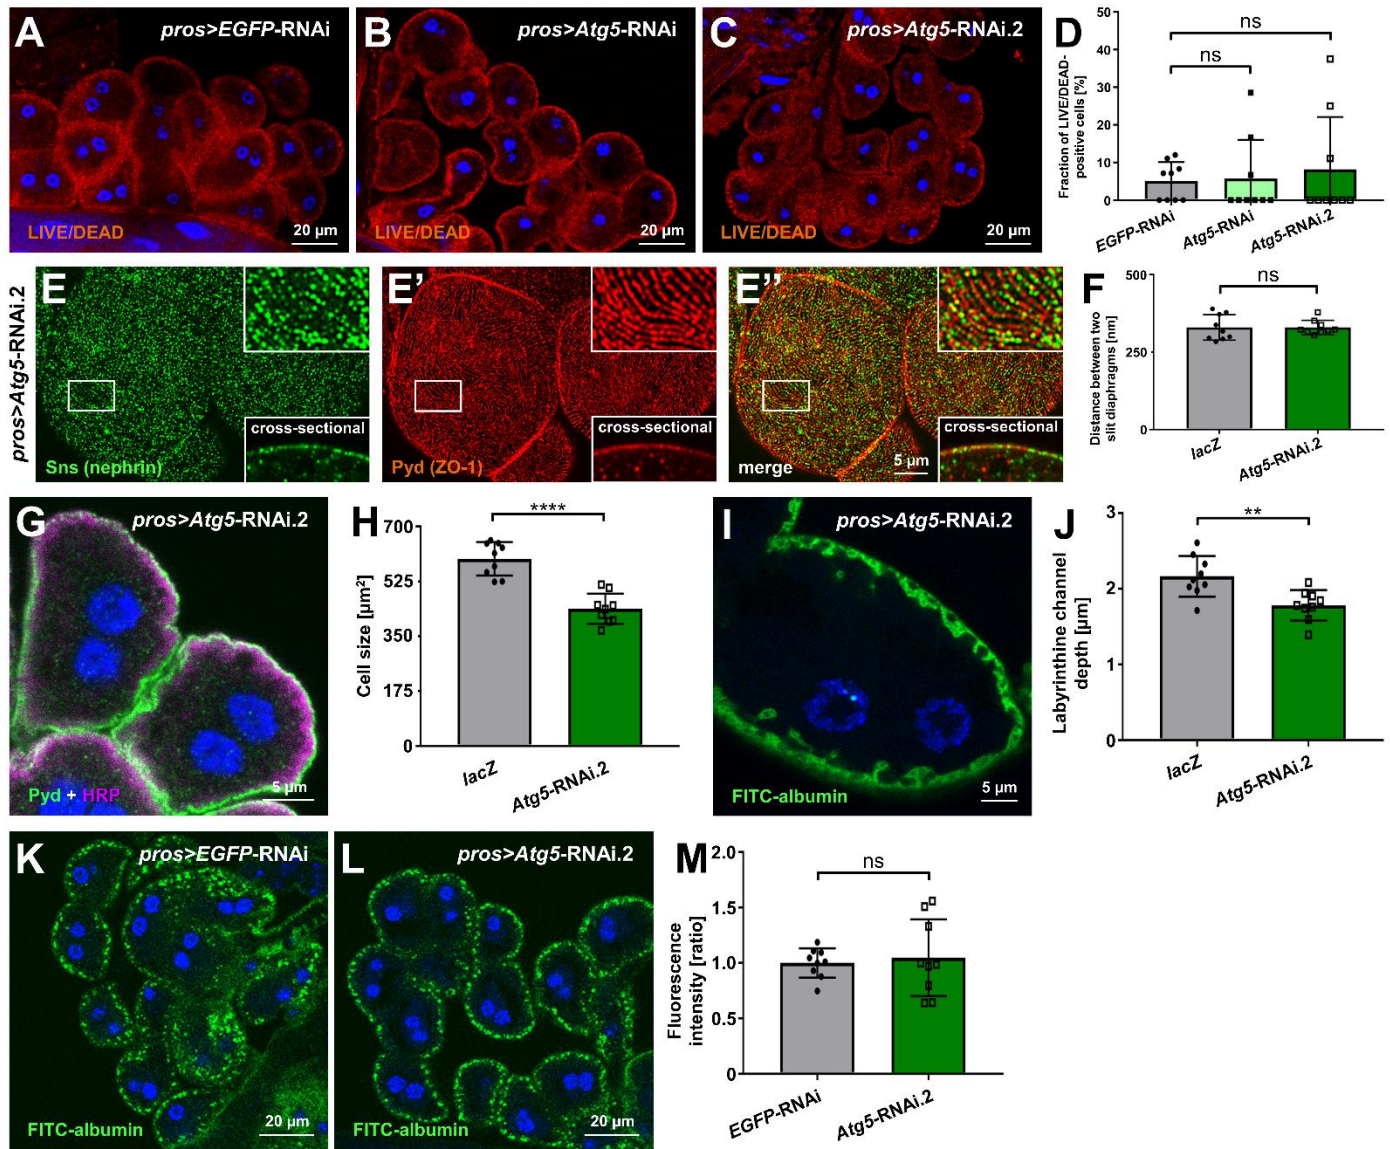 A
pros>EGFP-RNAi
LIVE/DEAD
20 µm
B
pros>Atg5-RNAi
LIVE/DEAD
20 µm
C
pros>Atg5-RNAi.2
LIVE/DEAD
20 µm
D
Fraction of LIVE/DEAD-
positive cells [%]
50
40
30
20
10
0
ns
ns
EGFP-RNAi
Atg5-RNAi
Atg5-RNAi.2
pros>Atg5-RNAi.2
E
Sns (nephrin)
cross-sectional
E'
Pyd (ZO-1)
cross-sectional
E''
merge
5 µm
cross-sectional
F
Distance between two
slit diaphragms [nm]
500
250
0
ns
lacZ
Atg5-RNAi.2
G
pros>Atg5-RNAi.2
Pyd + HRP
5 µm
H
Cell size [µm²]
700
525
350
175
0
****
lacZ
Atg5-RNAi.2
I
pros>Atg5-RNAi.2
FITC-albumin
5 µm
J
Labyrinthine channel
depth [µm]
3
2
1
0
**
lacZ
Atg5-RNAi.2
K
pros>EGFP-RNAi
FITC-albumin
20 µm
L
pros>Atg5-RNAi.2
FITC-albumin
20 µm
M
Fluorescence
intensity [ratio]
2.0
1.5
1.0
0.5
0
ns
EGFP-RNAi
Atg5-RNAi.2